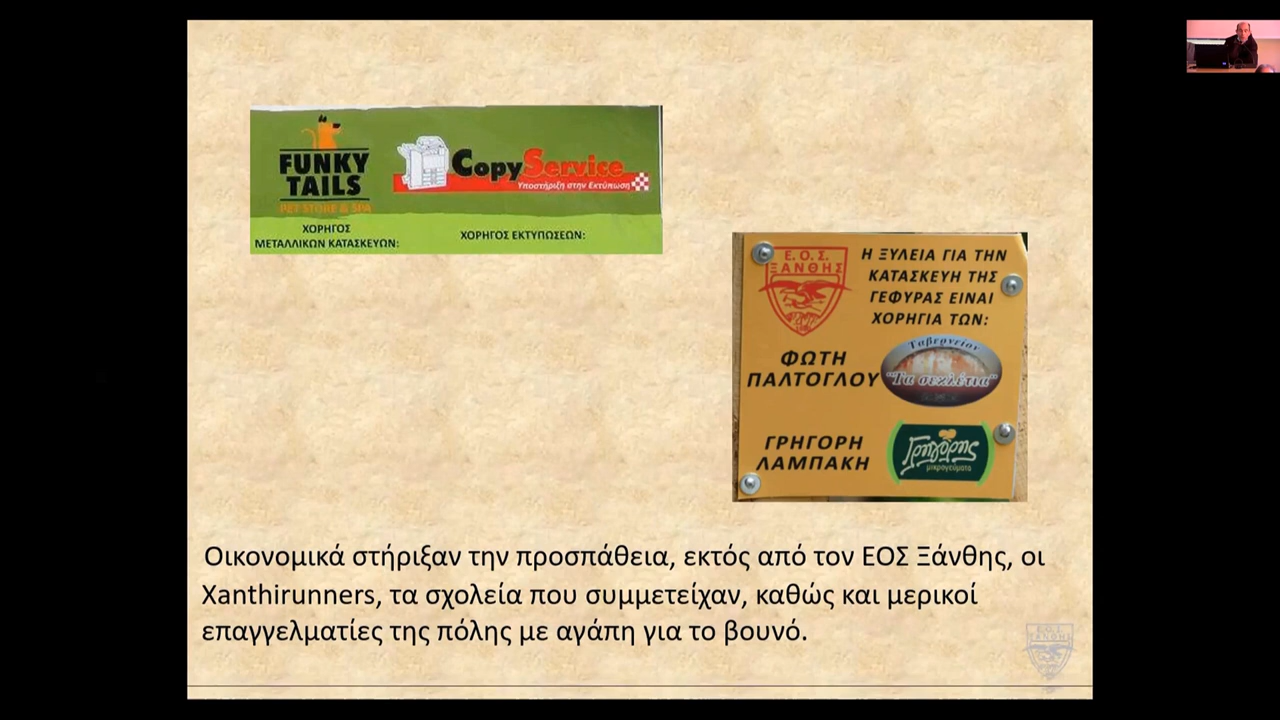 FUNKY
TAILS
PET STORE & SPA
CopyService
Υποστήριξη στην Εκτύπωση
ΧΟΡΗΓΟΣ
ΜΕΤΑΛΛΙΚΩΝ ΚΑΤΑΣΚΕΥΩΝ:
ΧΟΡΗΓΟΣ ΕΚΤΥΠΩΣΕΩΝ:
Ε.Ο.Σ.
ΞΑΝΘΗΣ
Η ΞΥΛΕΙΑ ΓΙΑ ΤΗΝ
ΚΑΤΑΣΚΕΥΗ ΤΗΣ
ΓΕΦΥΡΑΣ ΕΙΝΑΙ
ΧΟΡΗΓΙΑ ΤΩΝ:
ΦΩΤΗ
ΠΑΛΤΟΓΛΟΥ
Ταβερνείον
"Τα σεκλέτια"
ΓΡΗΓΟΡΗ
ΛΑΜΠΑΚΗ
Γρηγόρης
μικρογεύματα
Οικονομικά στήριξαν την προσπάθεια, εκτός από τον ΕΟΣ Ξάνθης, οι
Xanthirunners, τα σχολεία που συμμετείχαν, καθώς και μερικοί
επαγγελματίες της πόλης με αγάπη για το βουνό.
Ε.Ο.Σ.
ΞΑΝΘΗΣ